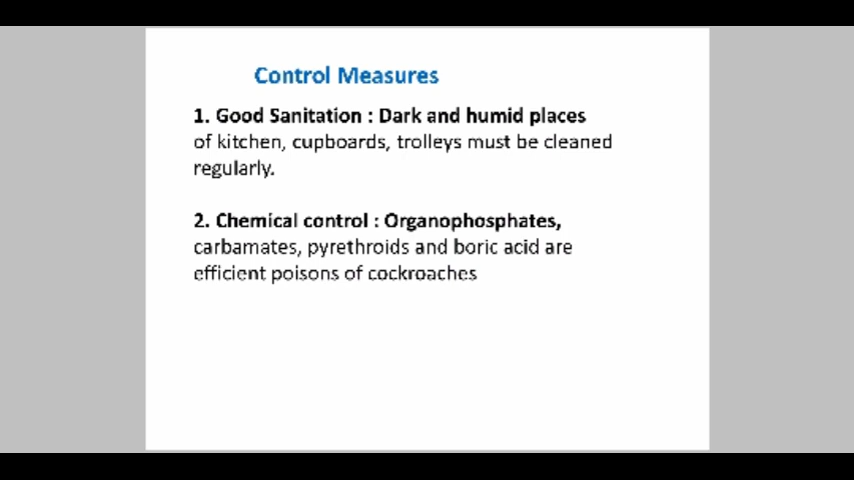 Control Measures
1. Good Sanitation : Dark and humid places
of kitchen, cupboards, trolleys must be cleaned
regularly.
2. Chemical control : Organophosphates,
carbamates, pyrethroids and boric acid are
efficient poisons of cockroaches